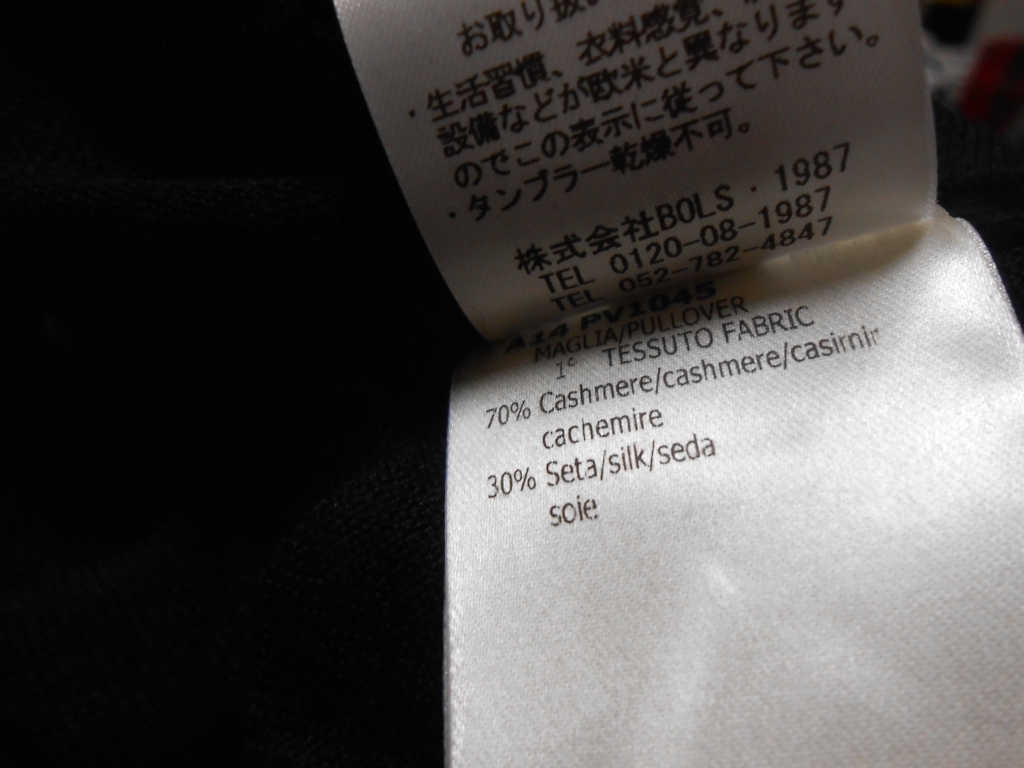 お取り扱い
・生活習慣、衣料感覚、
設備などが欧米と異なります
のでこの表示に従って下さい。
・タンブラー乾燥不可。
株式会社BOLS・1987
TEL 0120-08-1987
TEL 052-782-4847
A14 PV1045
MAGLIA/PULLOVER
1° TESSUTO FABRIC
70% Cashmere/cashmere/casimir
cachemire
30% Seta/silk/seda
soie